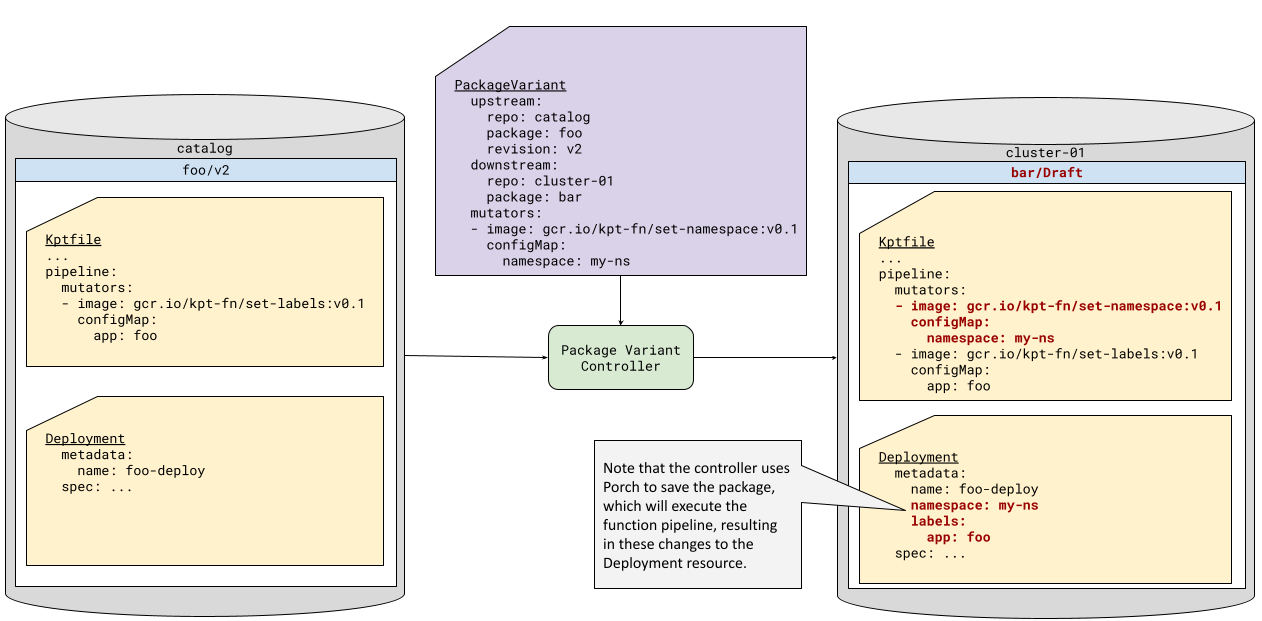 PackageVariant
upstream:
repo: catalog
package: foo
revision: v2
downstream:
repo: cluster-01
package: bar
mutators:
- image: gcr.io/kpt-fn/set-namespace:v0.1
configMap:
namespace: my-ns
catalog
foo/v2
Kptfile
...
pipeline:
mutators:
- image: gcr.io/kpt-fn/set-labels:v0.1
configMap:
app: foo
Deployment
metadata:
name: foo-deploy
spec: ...
Package Variant
Controller
Note that the controller uses
Porch to save the package,
which will execute the
function pipeline, resulting
in these changes to the
Deployment resource.
cluster-01
bar/Draft
Kptfile
...
pipeline:
mutators:
- image: gcr.io/kpt-fn/set-namespace:v0.1
configMap:
namespace: my-ns
- image: gcr.io/kpt-fn/set-labels:v0.1
configMap:
app: foo
Deployment
metadata:
name: foo-deploy
namespace: my-ns
labels:
app: foo
spec: ...